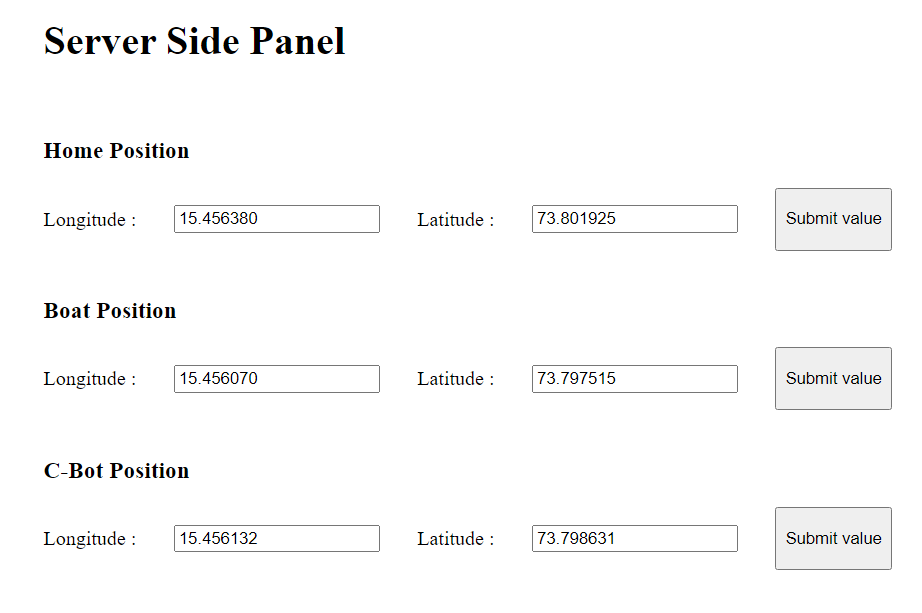 Server Side Panel
Home Position
Longitude : 15.456380 Latitude : 73.801925 Submit value
Boat Position
Longitude : 15.456070 Latitude : 73.797515 Submit value
C-Bot Position
Longitude : 15.456132 Latitude : 73.798631 Submit value